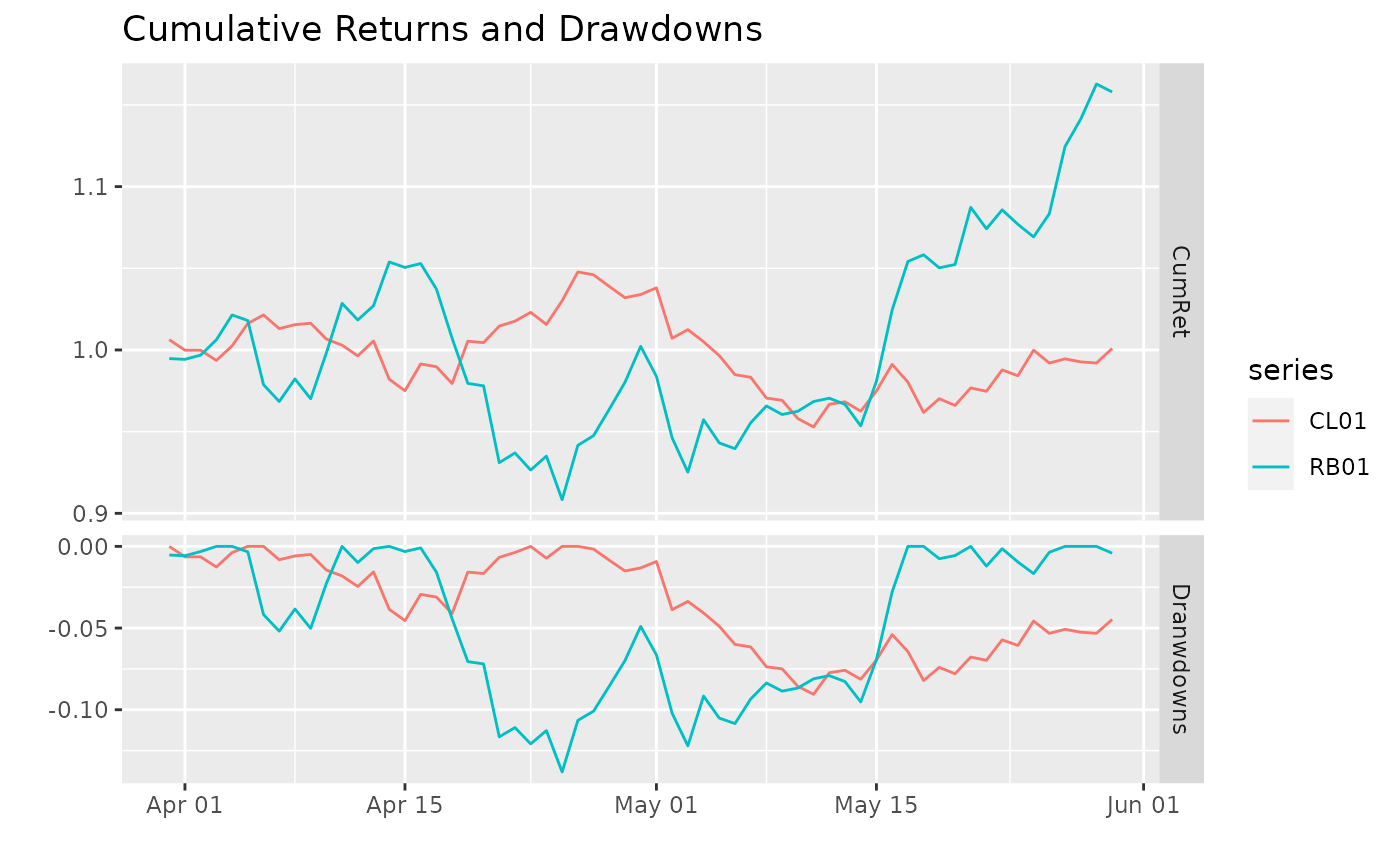 Cumulative Returns and Drawdowns
1.1
1.0
0.9
CumRet
0.00
-0.05
-0.10
Dranwdowns
Apr 01
Apr 15
May 01
May 15
Jun 01
series
CL01
RB01